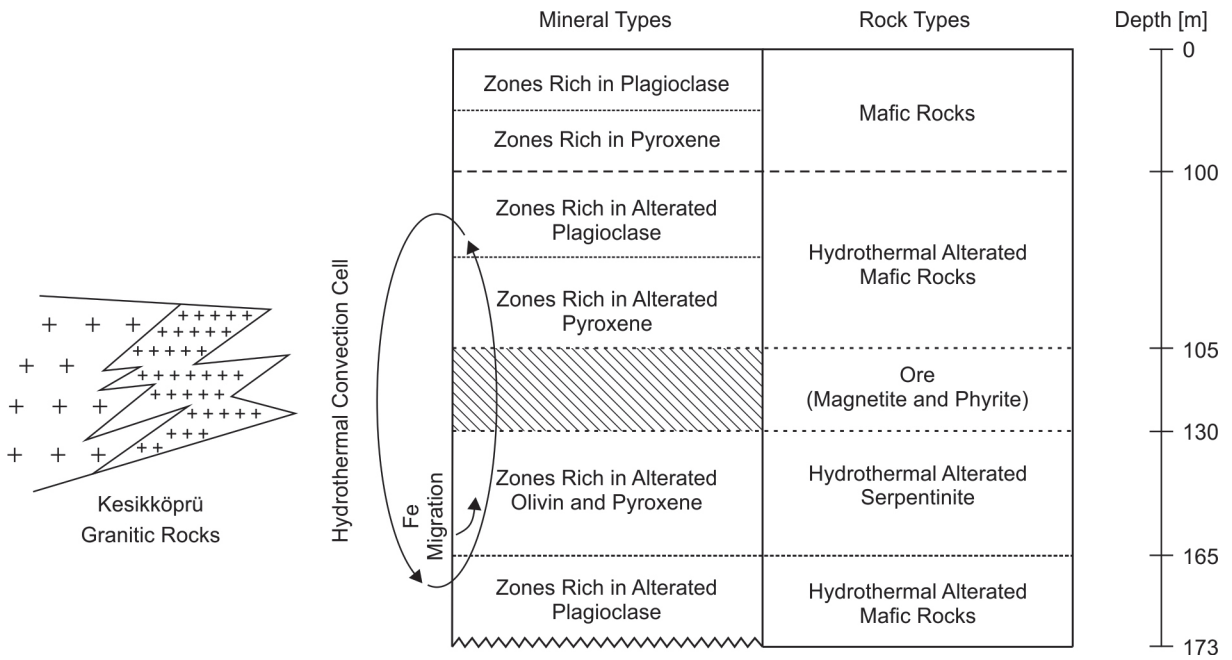 Mineral Types
Rock Types
Depth [m]
0
Zones Rich in Plagioclase
Mafic Rocks
Zones Rich in Pyroxene
100
Zones Rich in Alterated
Plagioclase
Hydrothermal Alterated
Mafic Rocks
Zones Rich in Alterated
Pyroxene
105
Ore
(Magnetite and Phyrite)
130
Zones Rich in Alterated
Olivin and Pyroxene
Hydrothermal Alterated
Serpentinite
165
Zones Rich in Alterated
Plagioclase
Hydrothermal Alterated
Mafic Rocks
173
Hydrothermal Convection Cell
Fe
Migration
Kesikköprü
Granitic Rocks